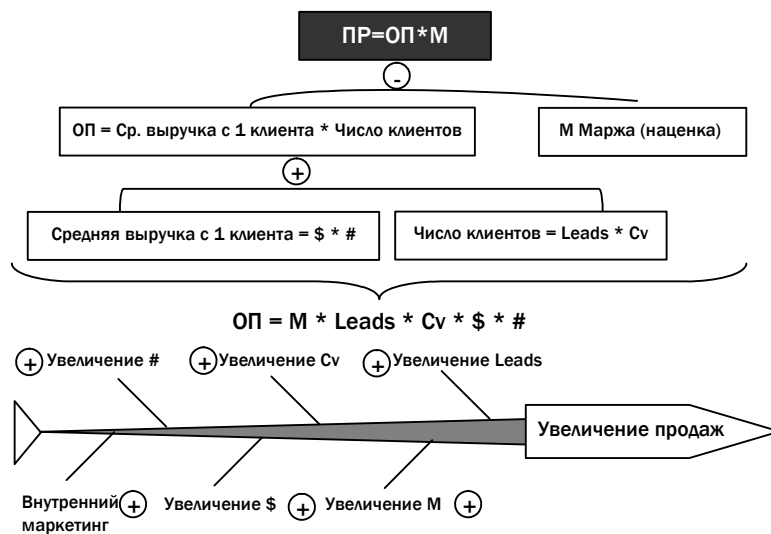 ПР=ОП*М
-
ОП = Ср. выручка с 1 клиента * Число клиентов
М Маржа (наценка)
+
Средняя выручка с 1 клиента = $ * #
Число клиентов = Leads * Cv
ОП = М * Leads * Cv * $ * #
+ Увеличение #
+ Увеличение Cv
+ Увеличение Leads
Увеличение продаж
Внутренний +
маркетинг
Увеличение $ +
Увеличение М +